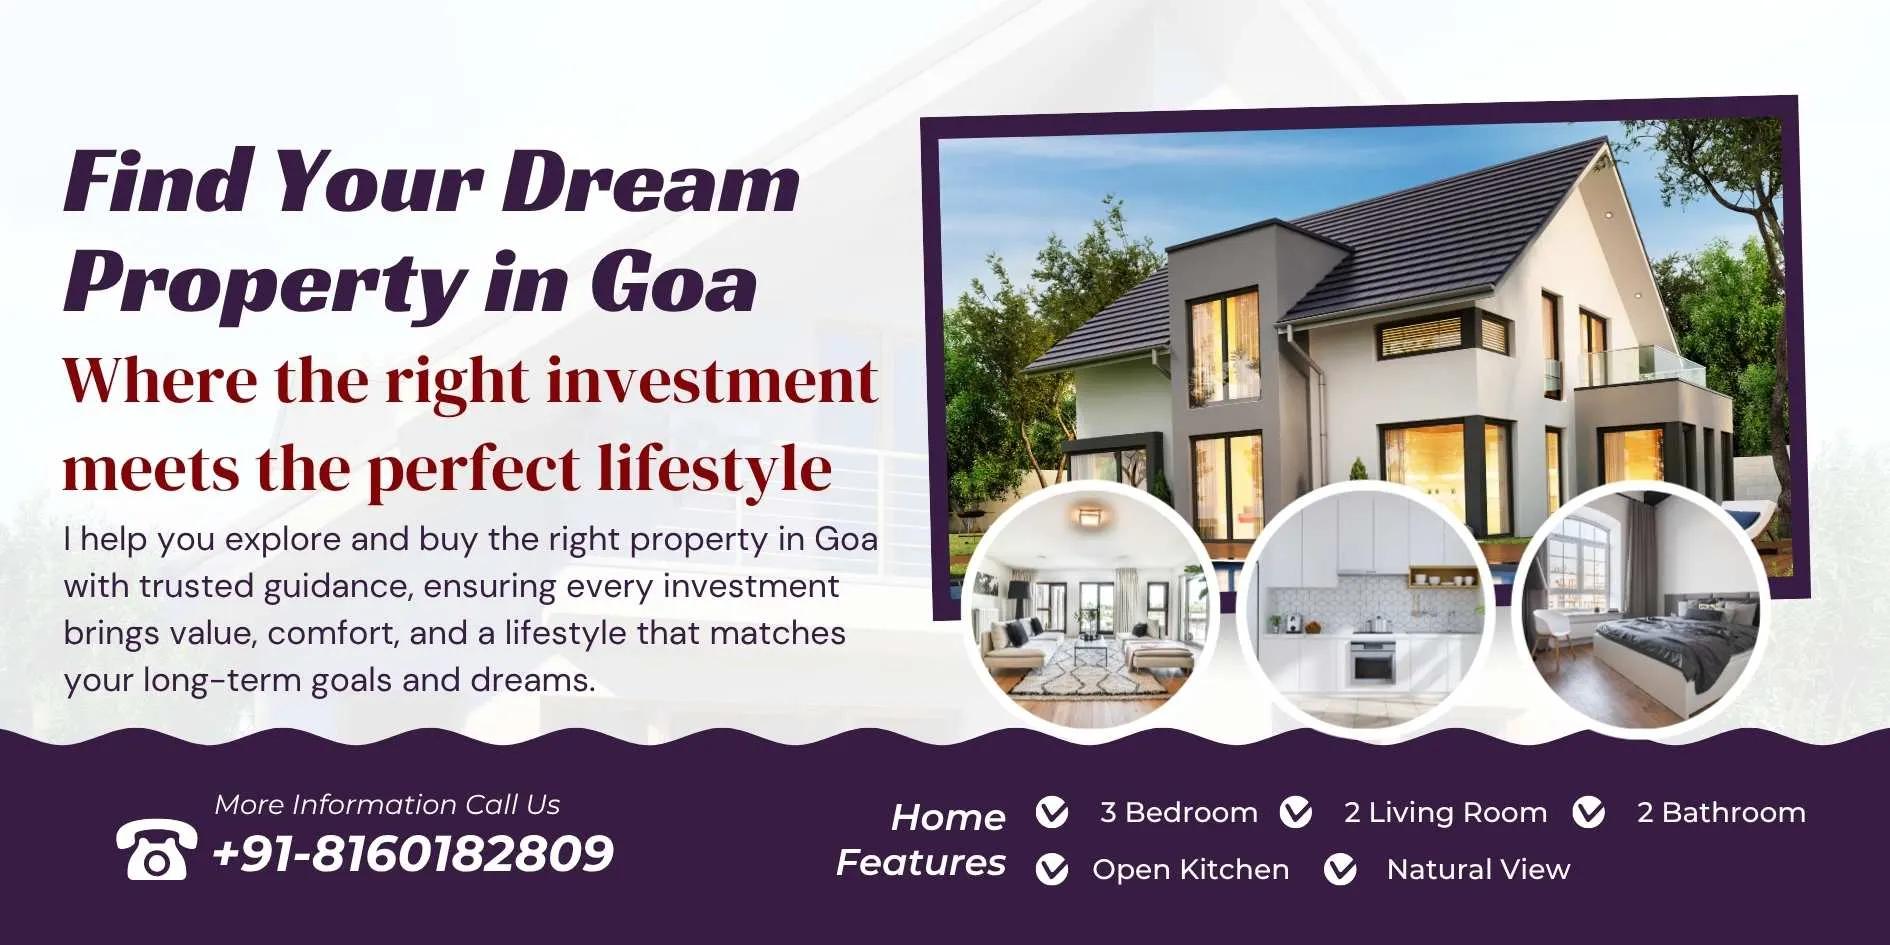 Find Your Dream
Property in Goa
Where the right investment
meets the perfect lifestyle
I help you explore and buy the right property in Goa
with trusted guidance, ensuring every investment
brings value, comfort, and a lifestyle that matches
your long-term goals and dreams.
More Information Call Us
+91-8160182809
Home
Features
3 Bedroom
2 Living Room
2 Bathroom
Open Kitchen
Natural View